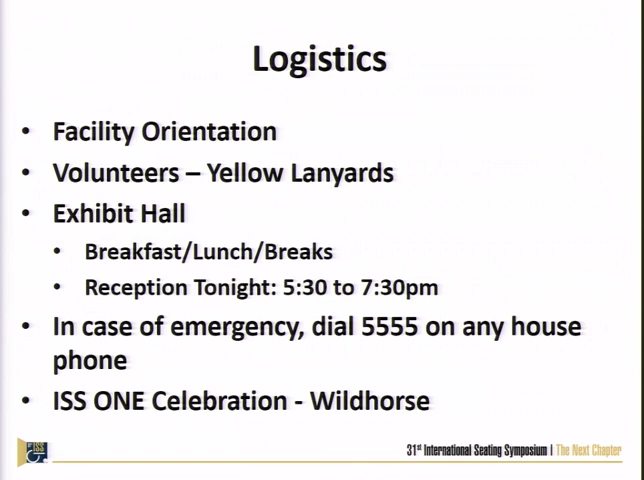 Logistics
• Facility Orientation
• Volunteers – Yellow Lanyards
• Exhibit Hall
• Breakfast/Lunch/Breaks
• Reception Tonight: 5:30 to 7:30pm
• In case of emergency, dial 5555 on any house
phone
• ISS ONE Celebration - Wildhorse
ISS
31st International Seating Symposium | The Next Chapter